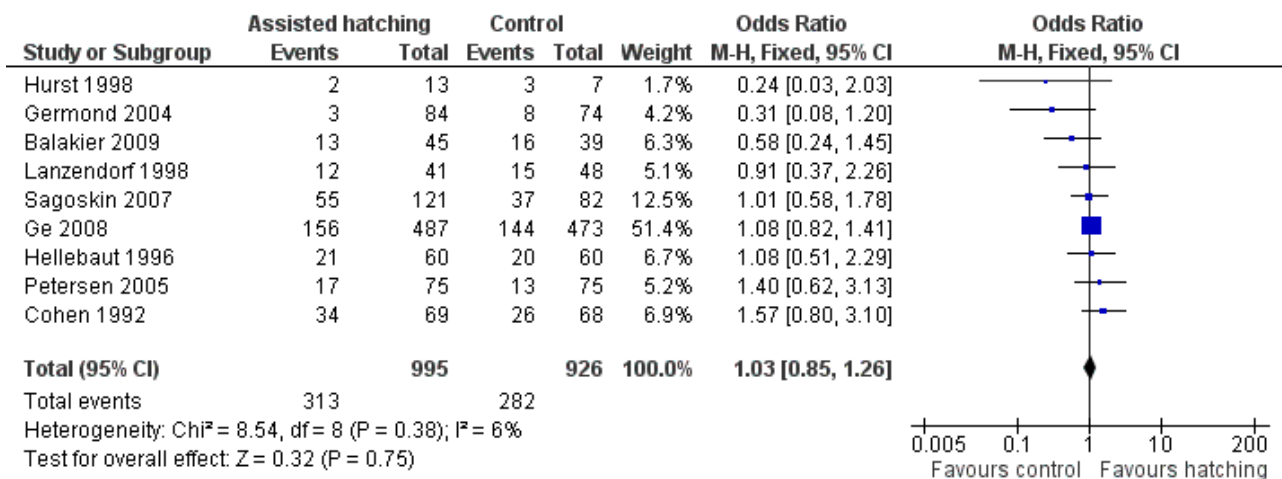 Assisted hatching Control Odds Ratio Odds Ratio
Study or Subgroup Events Total Events Total Weight M-H, Fixed, 95% CI M-H, Fixed, 95% CI
Hurst 1998 2 13 3 7 1.7% 0.24 [0.03, 2.03]
Germond 2004 3 84 8 74 4.2% 0.31 [0.08, 1.20]
Balakier 2009 13 45 16 39 6.3% 0.58 [0.24, 1.45]
Lanzendorf 1998 12 41 15 48 5.1% 0.91 [0.37, 2.26]
Sagoskin 2007 55 121 37 82 12.5% 1.01 [0.58, 1.78]
Ge 2008 156 487 144 473 51.4% 1.08 [0.82, 1.41]
Hellebaut 1996 21 60 20 60 6.7% 1.08 [0.51, 2.29]
Petersen 2005 17 75 13 75 5.2% 1.40 [0.62, 3.13]
Cohen 1992 34 69 26 68 6.9% 1.57 [0.80, 3.10]
Total (95% CI) 995 926 100.0% 1.03 [0.85, 1.26]
Total events 313 282
Heterogeneity: Chi² = 8.54, df = 8 (P = 0.38); I² = 6%
Test for overall effect: Z = 0.32 (P = 0.75)
0.005 0.1 1 10 200
Favours control Favours hatching